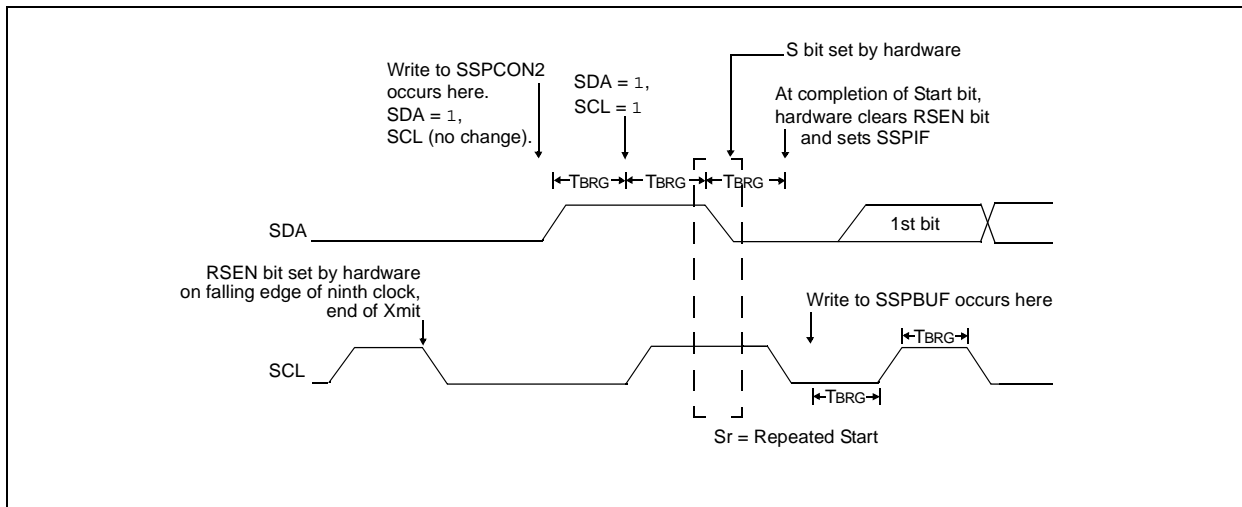 S bit set by hardware
Write to SSPCON2
occurs here.
SDA = 1,
SCL (no change).
SDA = 1,
SCL = 1
At completion of Start bit,
hardware clears RSEN bit
and sets SSPIF
TBRG
TBRG
TBRG
SDA
1st bit
RSEN bit set by hardware
on falling edge of ninth clock,
end of Xmit
Write to SSPBUF occurs here
TBRG
SCL
TBRG
Sr = Repeated Start